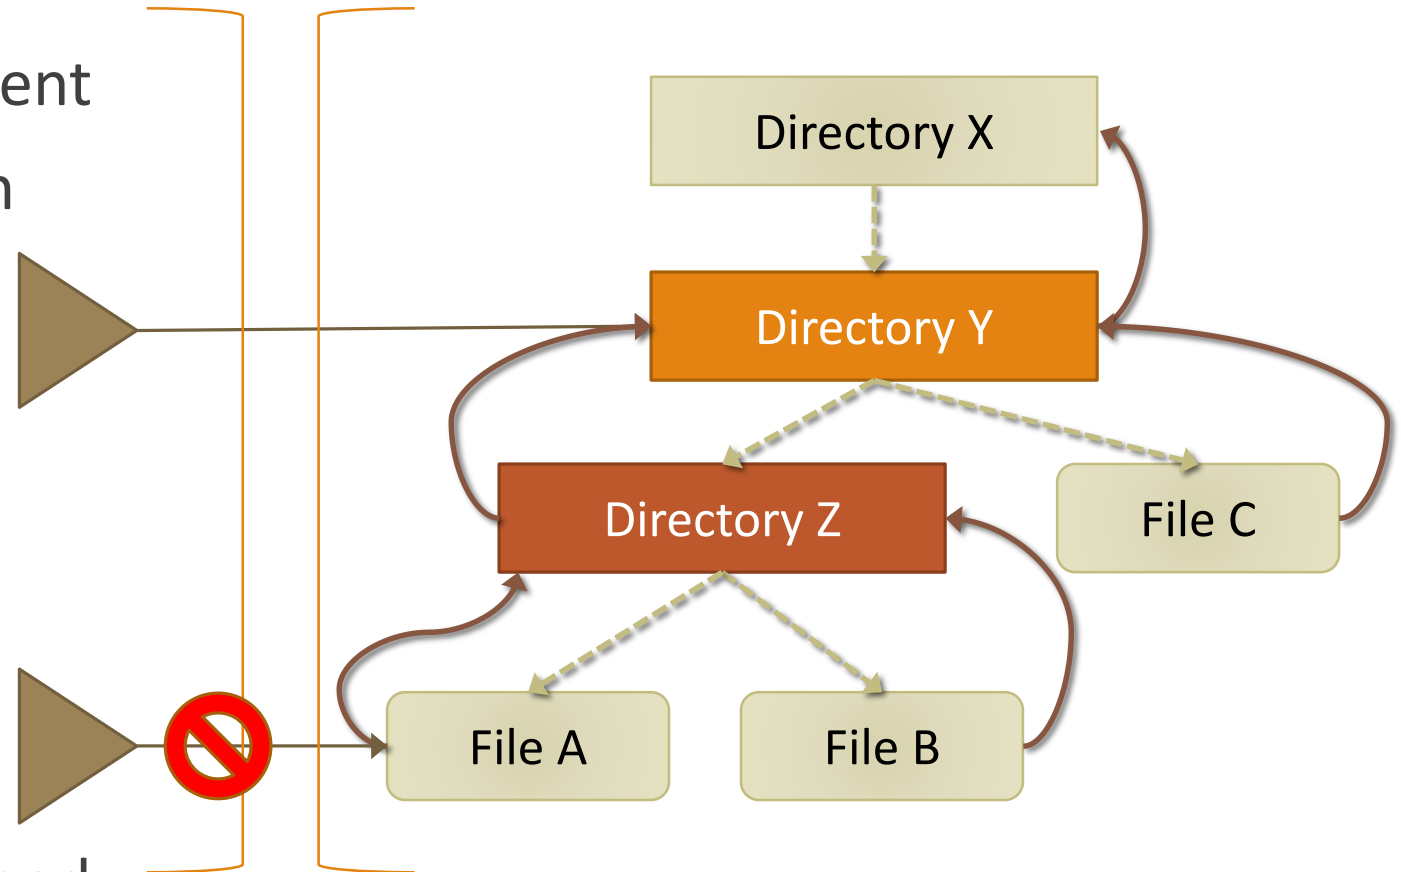 ent
Directory X
n
Directory Y
Directory Z
File C
File A
File B